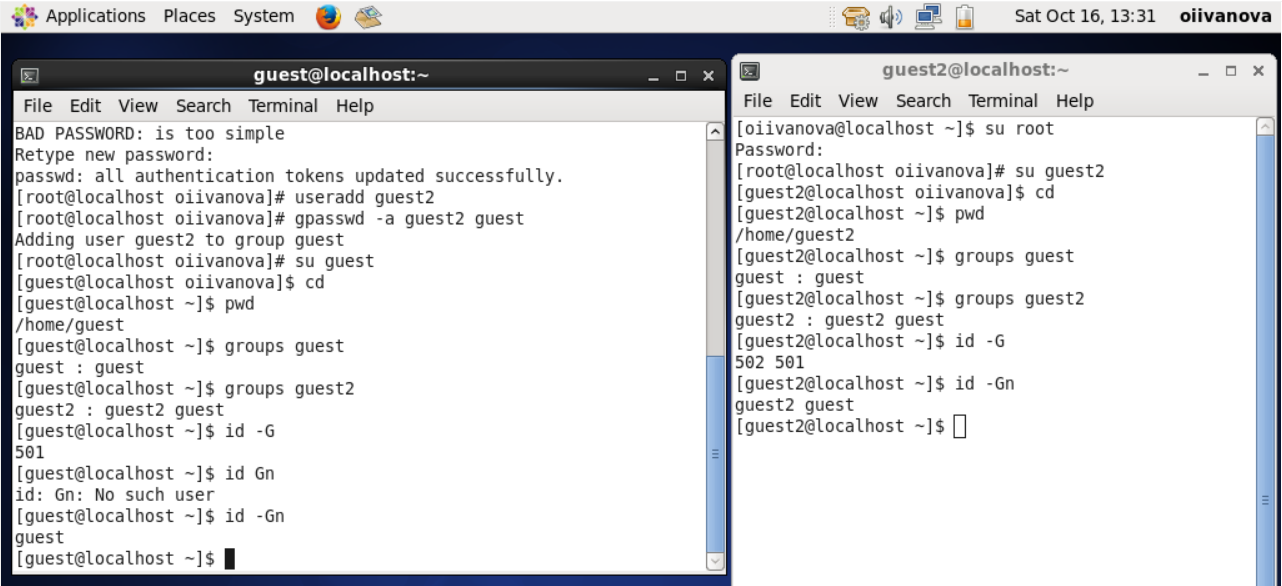 Applications Places System Sat Oct 16, 13:31 oiivanova
guest@localhost:~
File Edit View Search Terminal Help
BAD PASSWORD: is too simple
Retype new password:
passwd: all authentication tokens updated successfully.
[root@localhost oiivanova]# useradd guest2
[root@localhost oiivanova]# gpasswd -a guest2 guest
Adding user guest2 to group guest
[root@localhost oiivanova]# su guest
[guest@localhost oiivanova]$ cd
[guest@localhost ~]$ pwd
/home/guest
[guest@localhost ~]$ groups guest
guest : guest
[guest@localhost ~]$ groups guest2
guest2 : guest2 guest
[guest@localhost ~]$ id -G
501
[guest@localhost ~]$ id Gn
id: Gn: No such user
[guest@localhost ~]$ id -Gn
guest
[guest@localhost ~]$
guest2@localhost:~
File Edit View Search Terminal Help
[oiivanova@localhost ~]$ su root
Password:
[root@localhost oiivanova]# su guest2
[guest2@localhost oiivanova]$ cd
[guest2@localhost ~]$ pwd
/home/guest2
[guest2@localhost ~]$ groups guest
guest : guest
[guest2@localhost ~]$ groups guest2
guest2 : guest2 guest
[guest2@localhost ~]$ id -G
502 501
[guest2@localhost ~]$ id -Gn
guest2 guest
[guest2@localhost ~]$